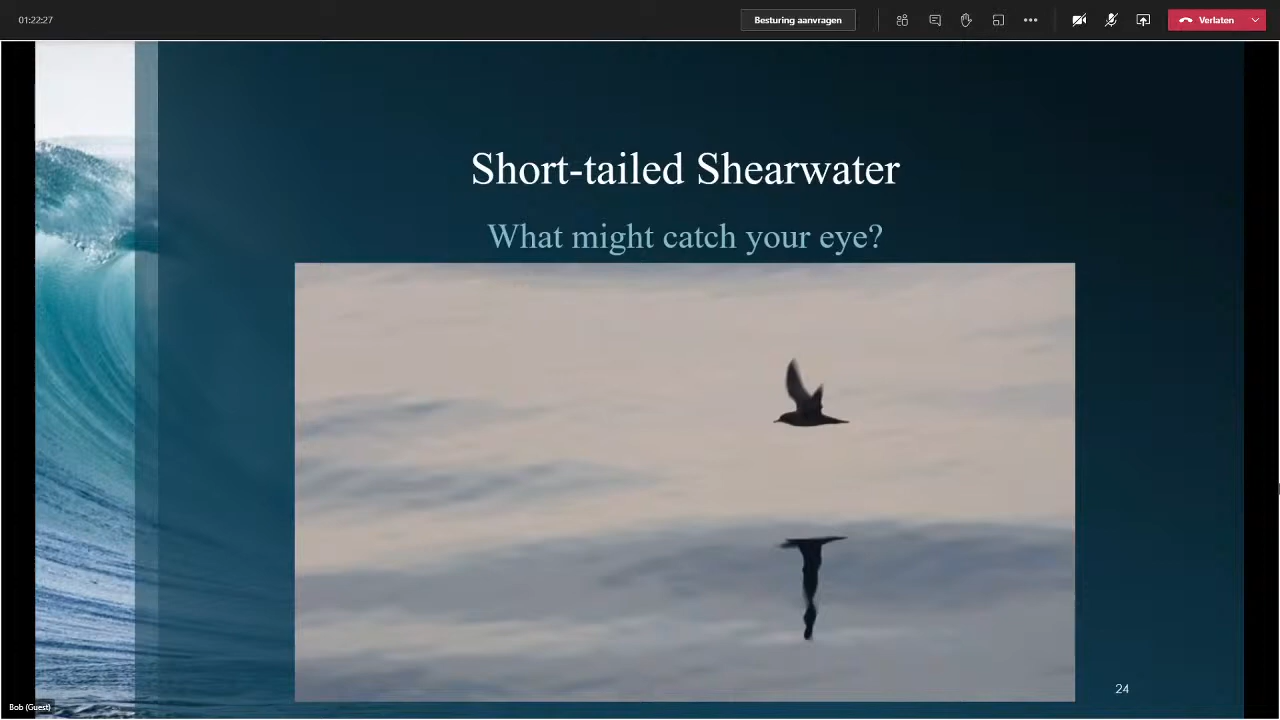 01:22:27
Besturing aanvragen
Verlaten
Short-tailed Shearwater
What might catch your eye?
24
Bob (Guest)